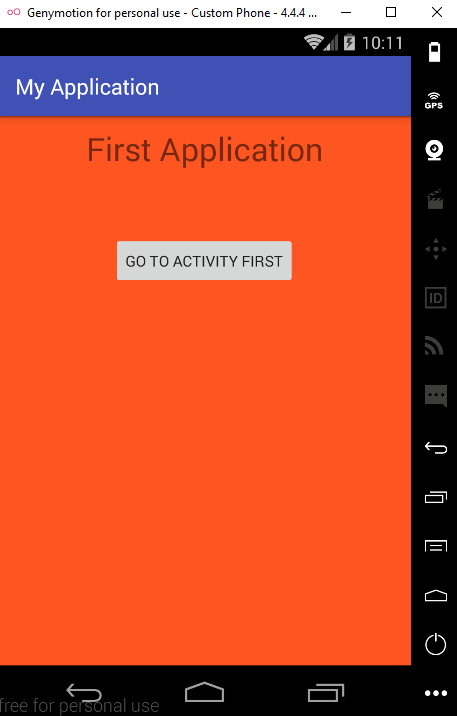 Genymotion for personal use - Custom Phone - 4.4.4 ...
10:11
My Application
GPS
First Application
GO TO ACTIVITY FIRST
ID
free for personal use